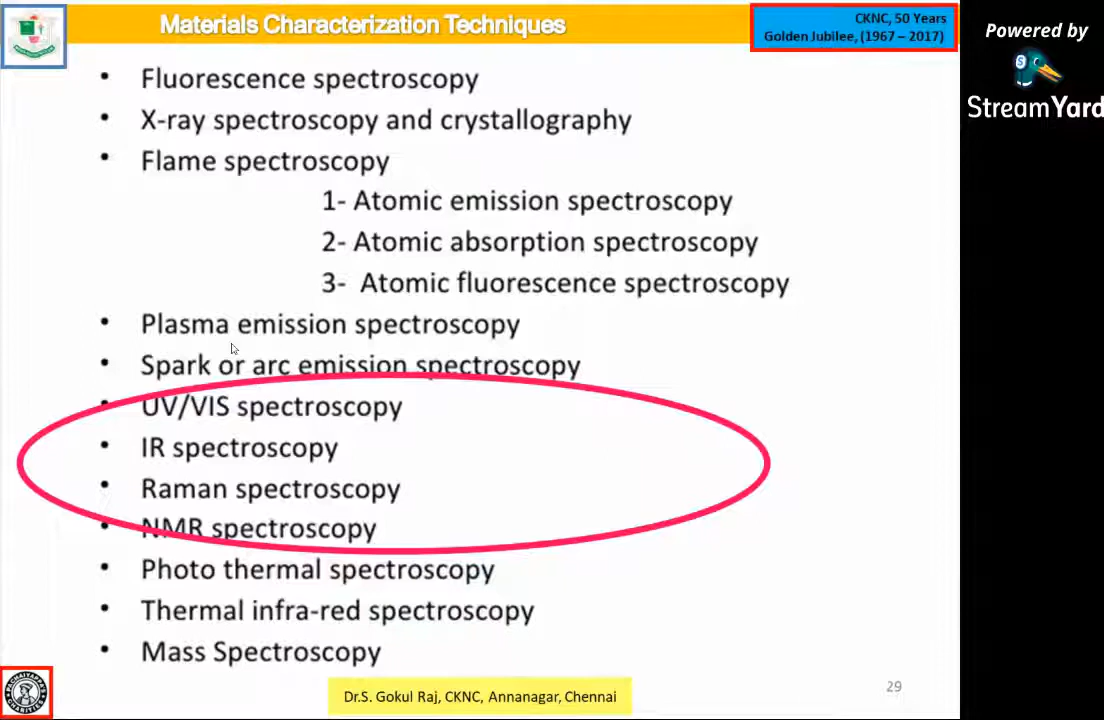 Materials Characterization Techniques
CKNC, 50 Years
Golden Jubilee, (1967 – 2017)
Powered by
StreamYard
• Fluorescence spectroscopy
• X-ray spectroscopy and crystallography
• Flame spectroscopy
1- Atomic emission spectroscopy
2- Atomic absorption spectroscopy
3- Atomic fluorescence spectroscopy
• Plasma emission spectroscopy
• Spark or arc emission spectroscopy
• UV/VIS spectroscopy
• IR spectroscopy
• Raman spectroscopy
• NMR spectroscopy
• Photo thermal spectroscopy
• Thermal infra-red spectroscopy
• Mass Spectroscopy
Dr.S. Gokul Raj, CKNC, Annanagar, Chennai
29